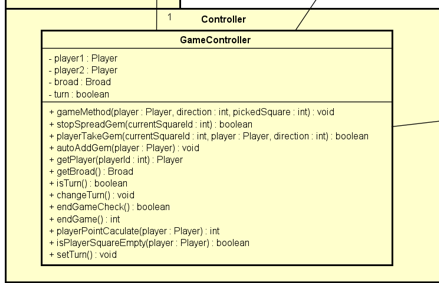 1
Controller
GameController
- player1 : Player
- player2 : Player
- broad : Broad
- turn : boolean
+ gameMethod(player : Player, direction : int, pickedSquare : int) : void
+ stopSpreadGem(currentSquareId : int) : boolean
+ playerTakeGem(currentSquareId : int, player : Player, direction : int) : boolean
+ autoAddGem(player : Player) : void
+ getPlayer(playerId : int) : Player
+ getBroad() : Broad
+ isTurn() : boolean
+ changeTurn() : void
+ endGameCheck() : boolean
+ endGame() : int
+ playerPointCaculate(player : Player) : int
+ isPlayerSquareEmpty(player : Player) : boolean
+ setTurn() : void